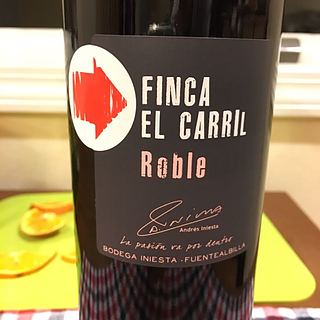 FINCA
EL CARRIL
Roble
Andrés Iniesta
La pasión va por dentro
BODEGA INIESTA · FUENTEALBILLA